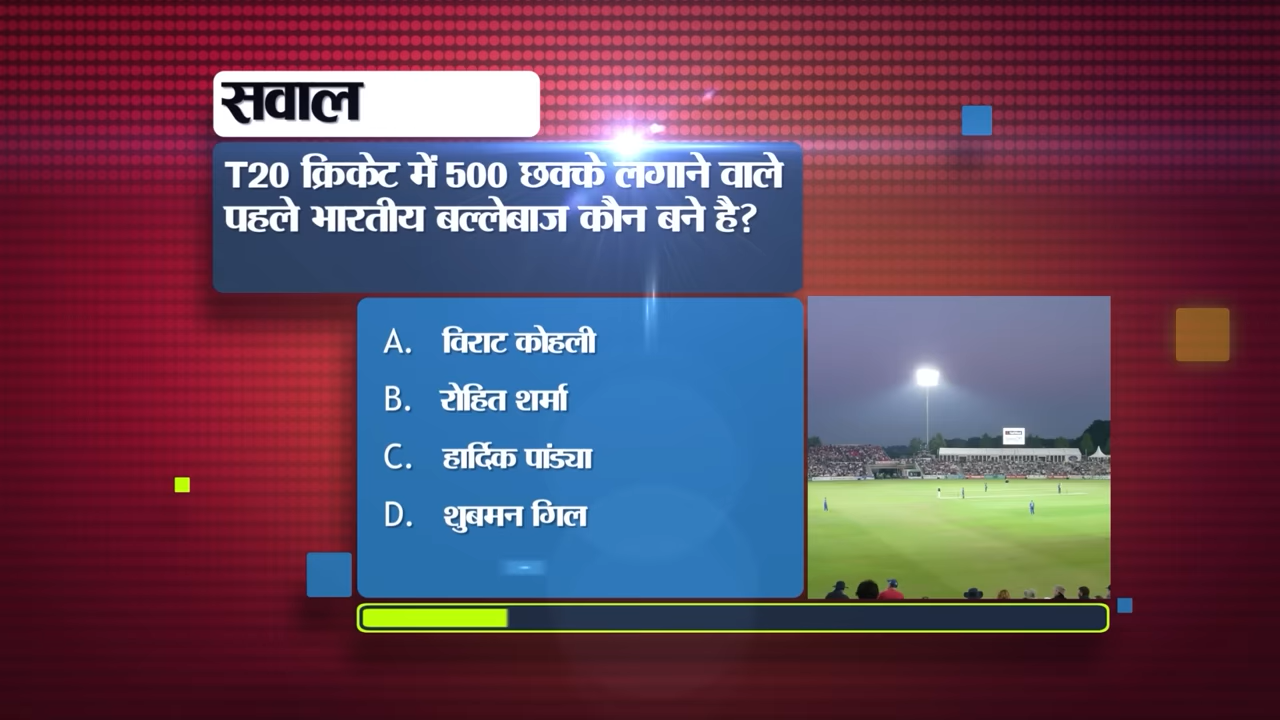 सवाल
T20 क्रिकेट में 500 छक्के लगाने वाले
पहले भारतीय बल्लेबाज कौन बने है?
A. विराट कोहली
B. रोहित शर्मा
C. हार्दिक पांड्या
D. शुबमन गिल